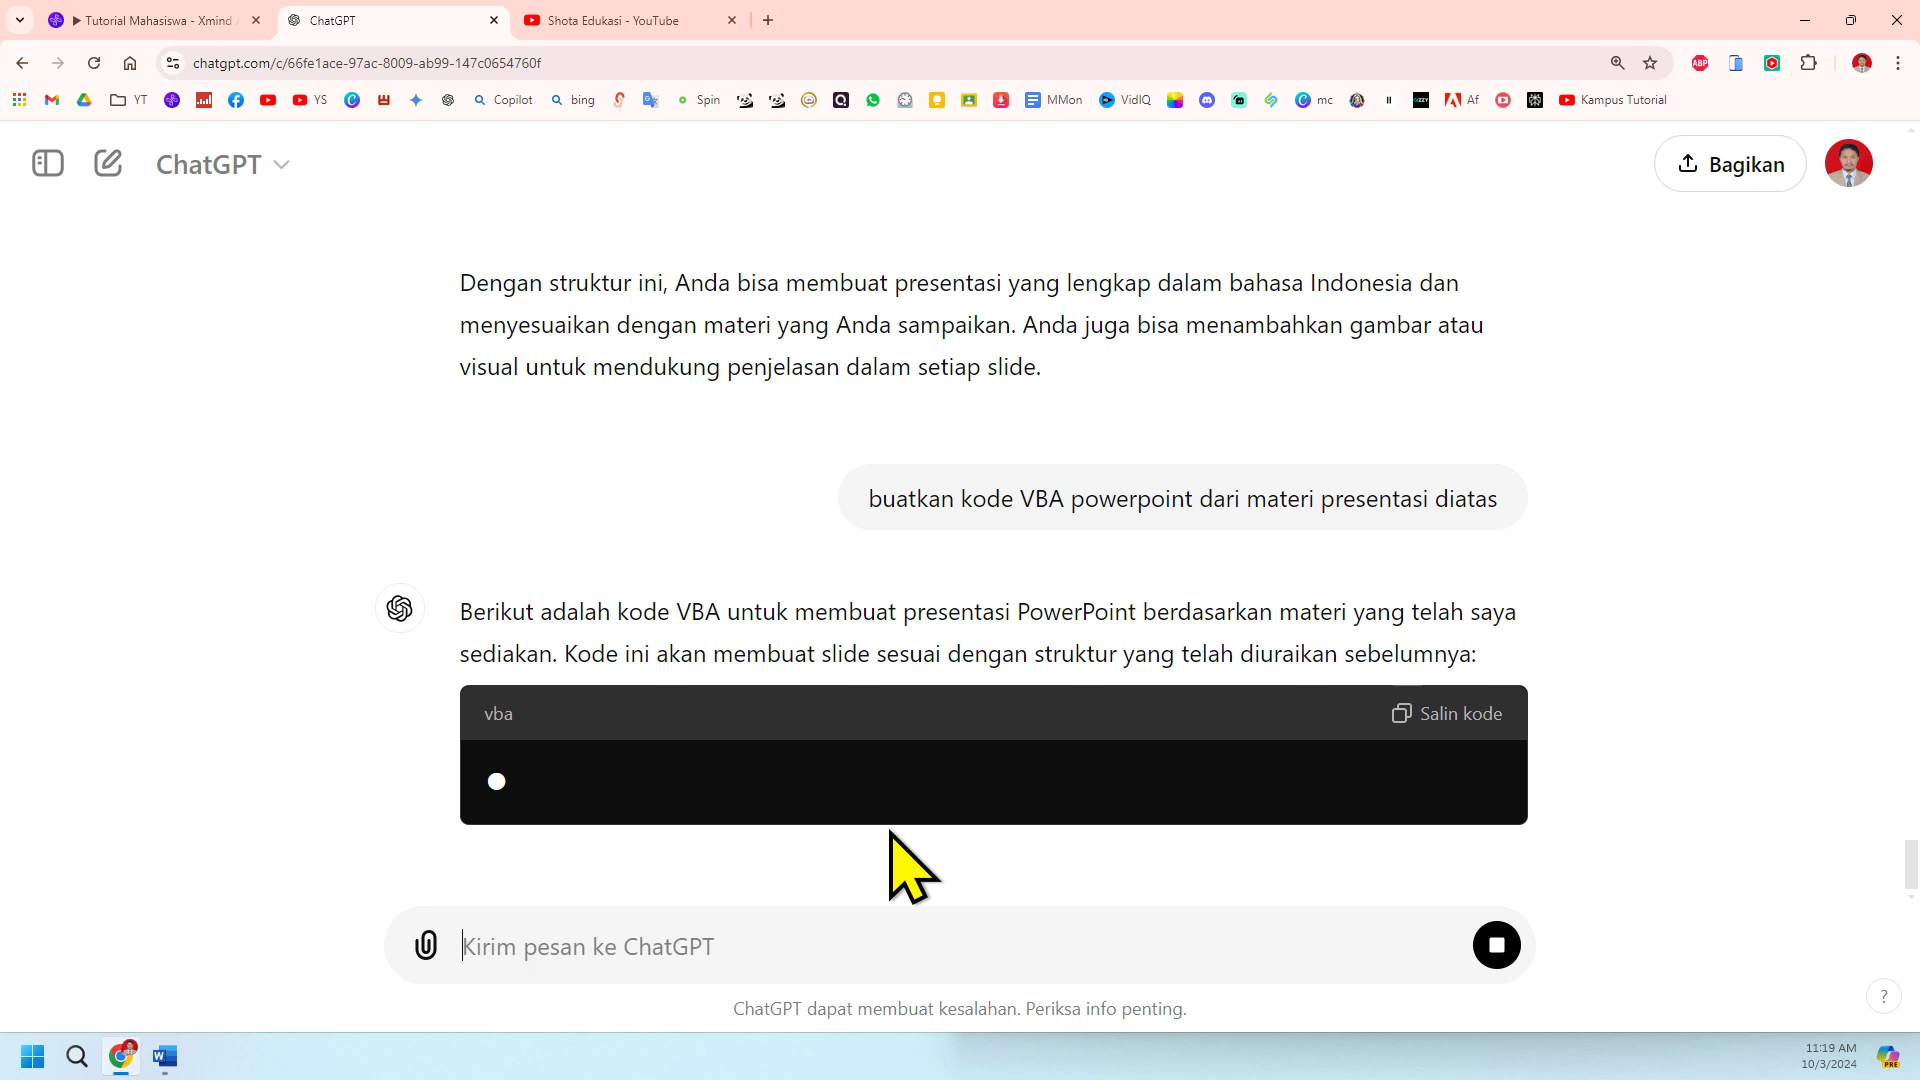 ▶ Tutorial Mahasiswa - Xmind
ChatGPT
Shota Edukasi - YouTube
chatgpt.com/c/66fe1ace-97ac-8009-ab99-147c0654760f
ABP
YT
YS
Copilot
bing
Spin
MMon
VidIQ
mc
Af
Kampus Tutorial
ChatGPT
Bagikan
Dengan struktur ini, Anda bisa membuat presentasi yang lengkap dalam bahasa Indonesia dan
menyesuaikan dengan materi yang Anda sampaikan. Anda juga bisa menambahkan gambar atau
visual untuk mendukung penjelasan dalam setiap slide.
buatkan kode VBA powerpoint dari materi presentasi diatas
Berikut adalah kode VBA untuk membuat presentasi PowerPoint berdasarkan materi yang telah saya
sediakan. Kode ini akan membuat slide sesuai dengan struktur yang telah diuraikan sebelumnya:
vba
Salin kode
Kirim pesan ke ChatGPT
ChatGPT dapat membuat kesalahan. Periksa info penting.
?
11:19 AM
10/3/2024
PRE